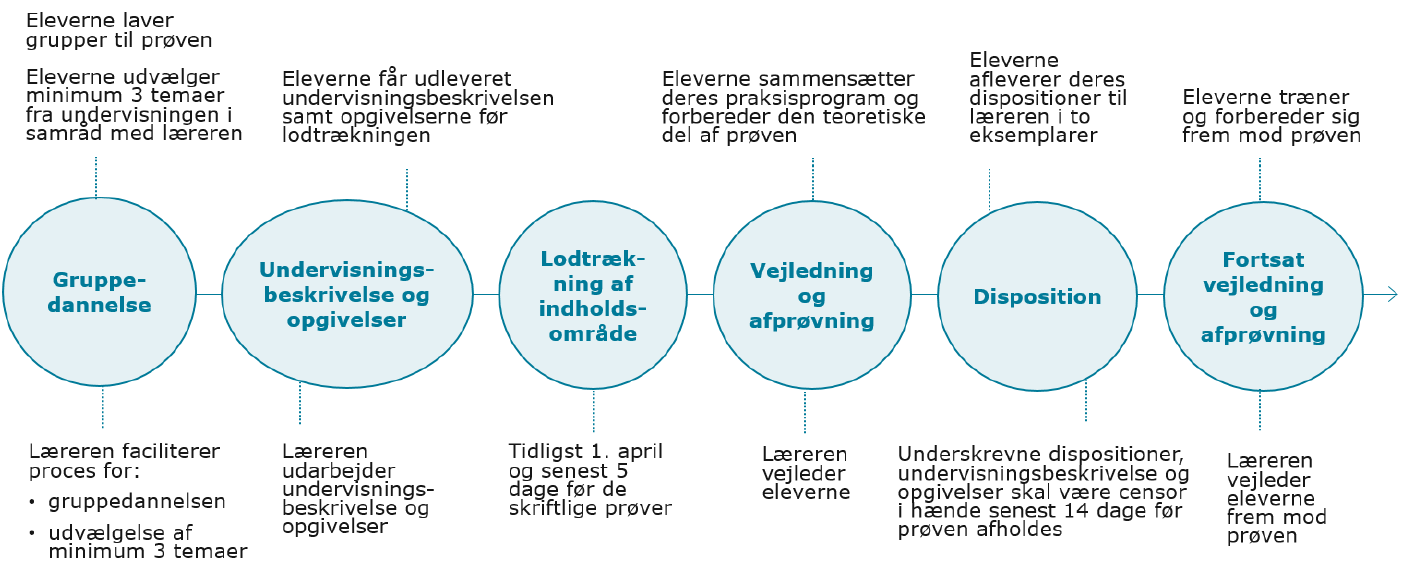 Eleverne laver
grupper til prøven
Eleverne udvælger
minimum 3 temaer
fra undervisningen i
samråd med læreren
Gruppe-
dannelse
Læreren faciliterer
proces for:
• gruppedannelsen
• udvælgelse af
minimum 3 temaer
Eleverne får udleveret
undervisningsbeskrivelsen
samt opgivelserne før
lodtrækningen
Undervisnings-
beskrivelse og
opgivelser
Læreren
udarbejder
undervisnings-
beskrivelse og
opgivelser
Lodtræk-
ning af
indholds-
område
Tidligst 1. april
og senest 5
dage før de
skriftlige prøver
Eleverne sammensætter
deres praksisprogram og
forbereder den teoretiske
del af prøven
Vejledning
og
afprøvning
Læreren
vejleder
eleverne
Eleverne
afleverer deres
dispositioner til
læreren i to
eksemplarer
Disposition
Underskrevne dispositioner,
undervisningsbeskrivelse og
opgivelser skal være censor
i hænde senest 14 dage før
prøven afholdes
Eleverne træner
og forbereder sig
frem mod prøven
Fortsat
vejledning
og
afprøvning
Læreren
vejleder
eleverne
frem mod
prøven